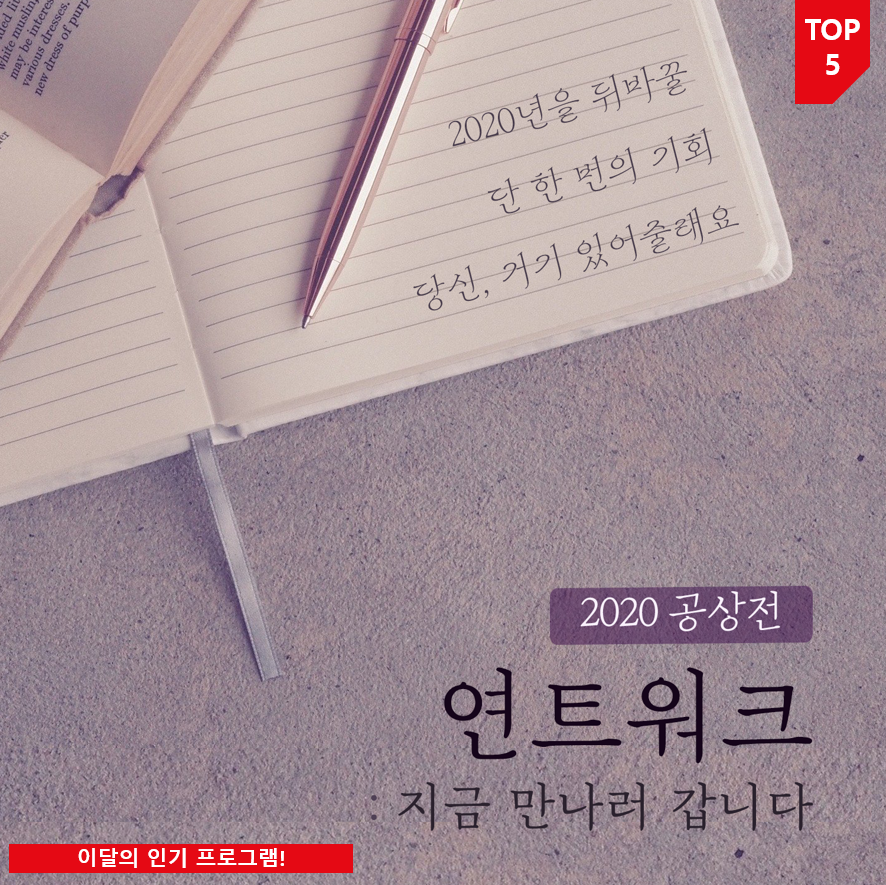 ded li
white muslin,
may be interes
various dresses.
new dress of purp
TOP
5
2020년을 뒤바꿀
단 한 번의 기회
당신, 거기 있어줄래요
2020 공상전
연트워크
: 지금 만나러 갑니다
이달의 인기 프로그램!